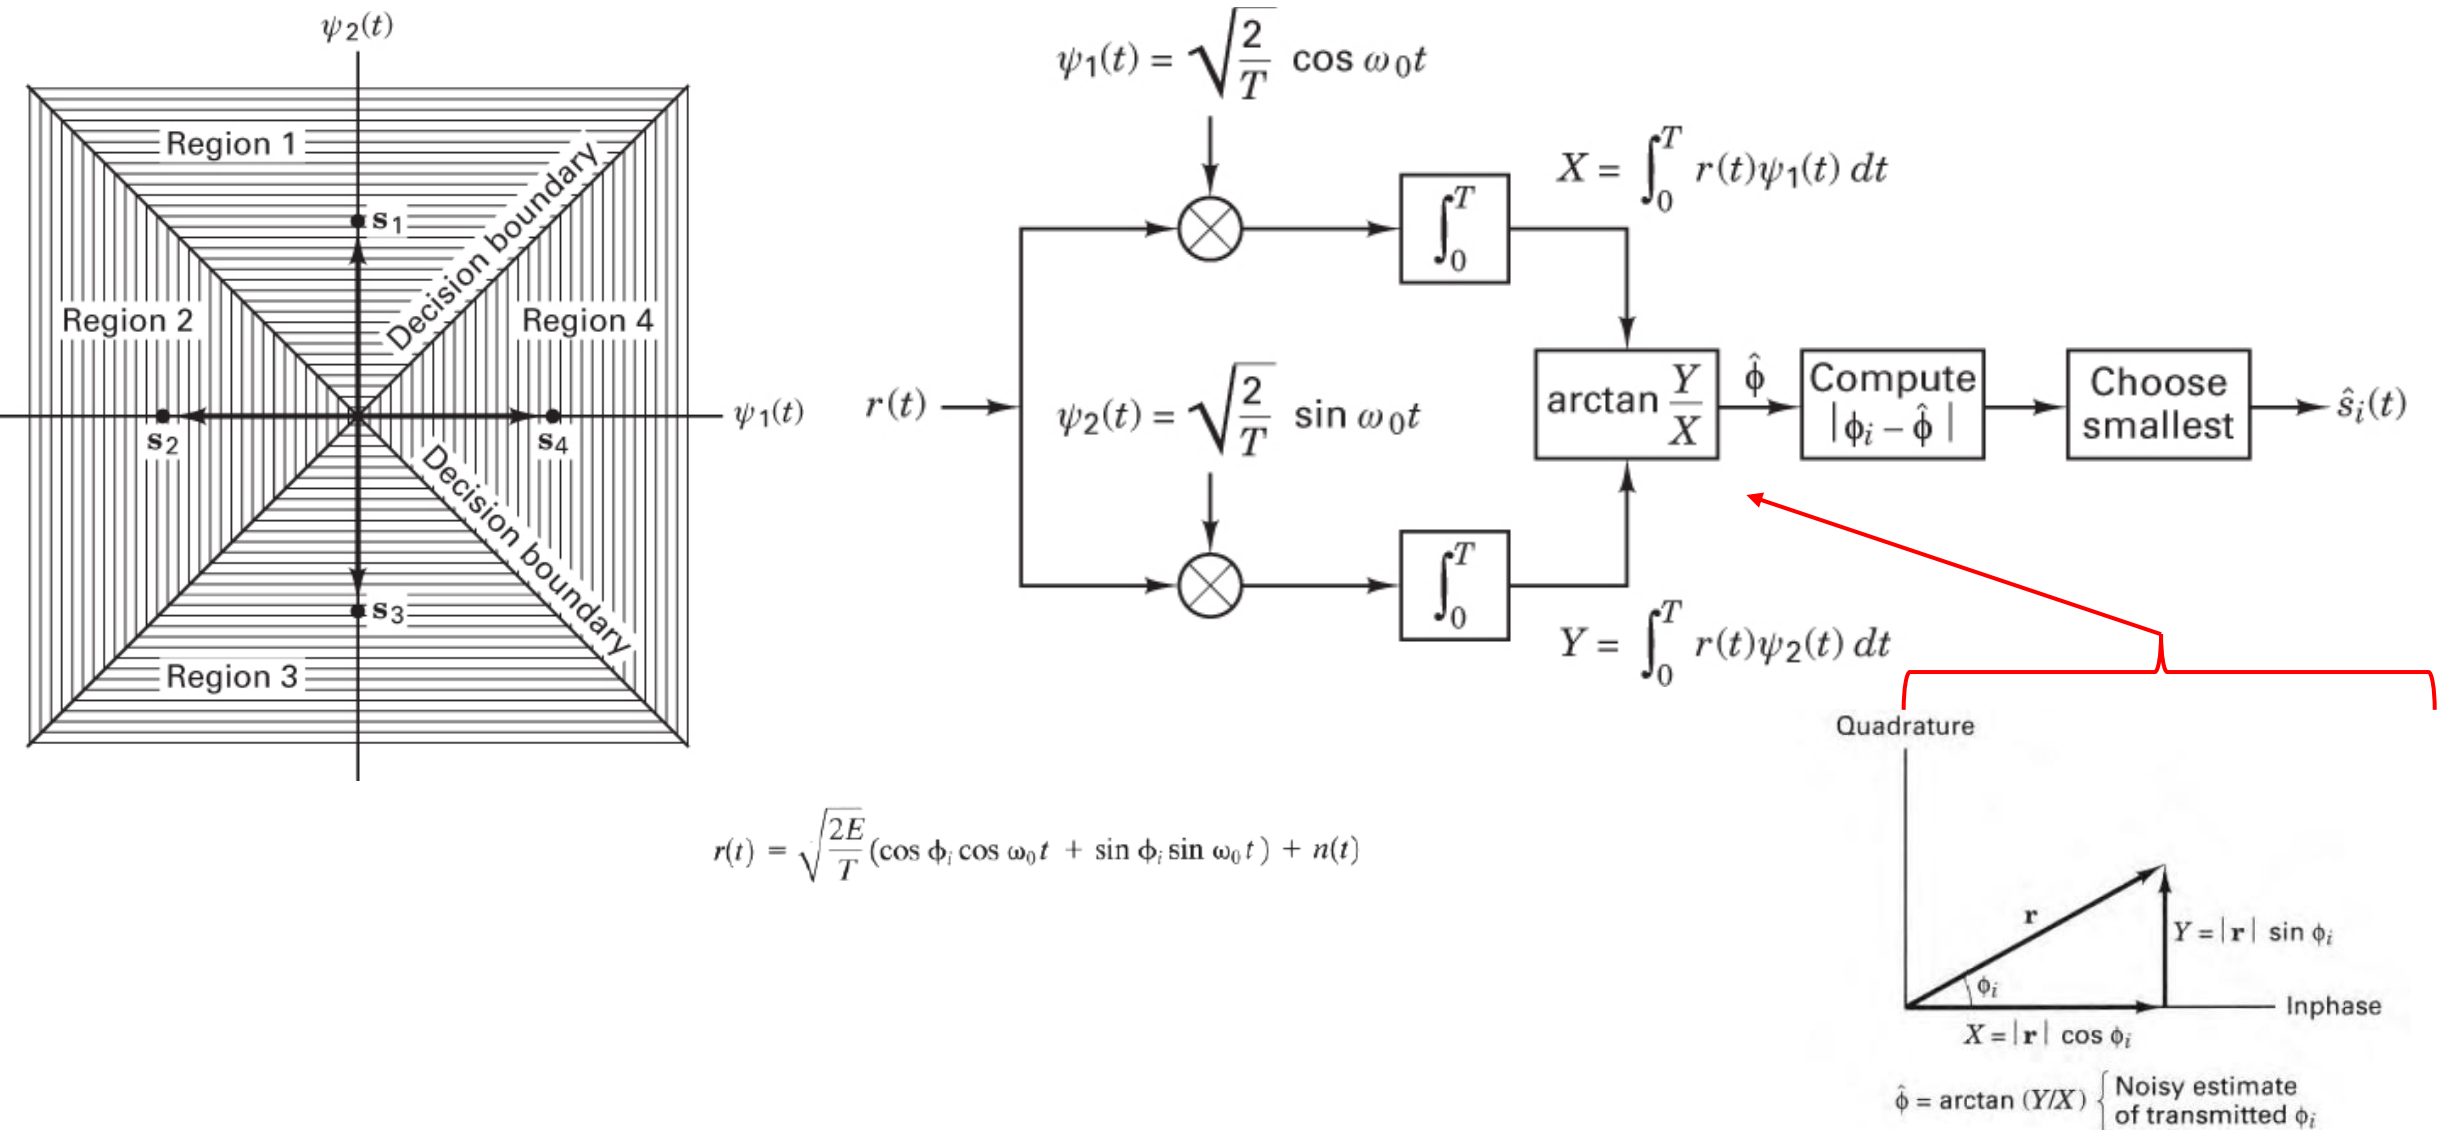 ψ2(t)
Region 1
Decision boundary
s1
Region 2
Region 4
ψ1(t)
s2
s4
Decision boundary
s3
Region 3
ψ1(t) = √(2/T) cos ω0t
X = ∫0T r(t)ψ1(t) dt
∫0T
r(t)
ψ2(t) = √(2/T) sin ω0t
arctan Y/X
ϕ̂
Compute
|ϕi − ϕ̂ |
Choose
smallest
ŝi(t)
∫0T
Y = ∫0T r(t)ψ2(t) dt
r(t) = √(2E/T) (cos ϕi cos ω0t + sin ϕi sin ω0t) + n(t)
Quadrature
r
Y = |r| sin ϕi
ϕi
Inphase
X = |r| cos ϕi
ϕ̂ = arctan (Y/X) { Noisy estimate
of transmitted ϕi